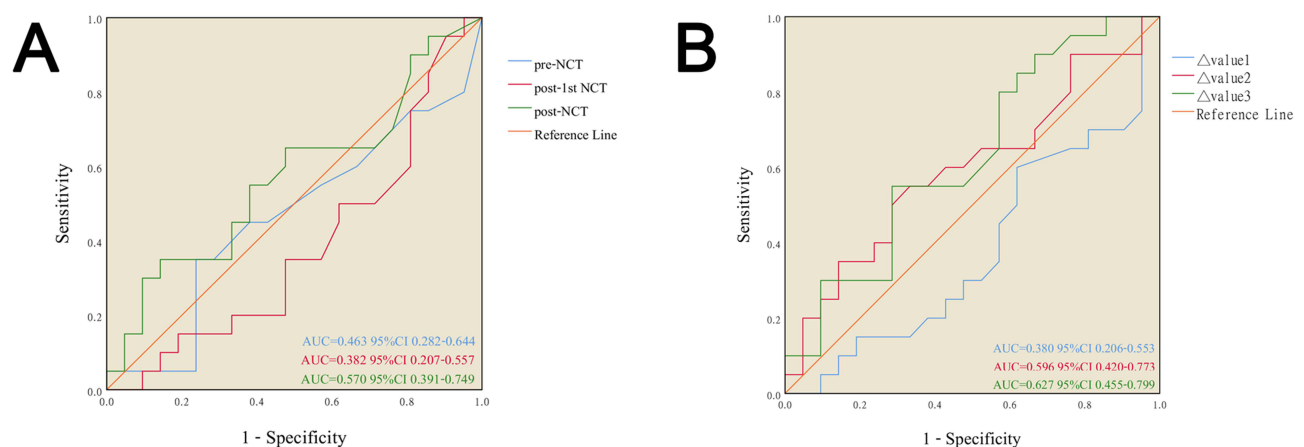 A
1.0
0.8
0.6
0.4
0.2
0.0
Sensitivity
0.0
0.2
0.4
0.6
0.8
1.0
1 - Specificity
AUC=0.463 95%CI 0.282-0.644
AUC=0.382 95%CI 0.207-0.557
AUC=0.570 95%CI 0.391-0.749
pre-NCT
post-1st NCT
post-NCT
Reference Line
B
1.0
0.8
0.6
0.4
0.2
0.0
Sensitivity
0.0
0.2
0.4
0.6
0.8
1.0
1 - Specificity
AUC=0.380 95%CI 0.206-0.553
AUC=0.596 95%CI 0.420-0.773
AUC=0.627 95%CI 0.455-0.799
△value1
△value2
△value3
Reference Line